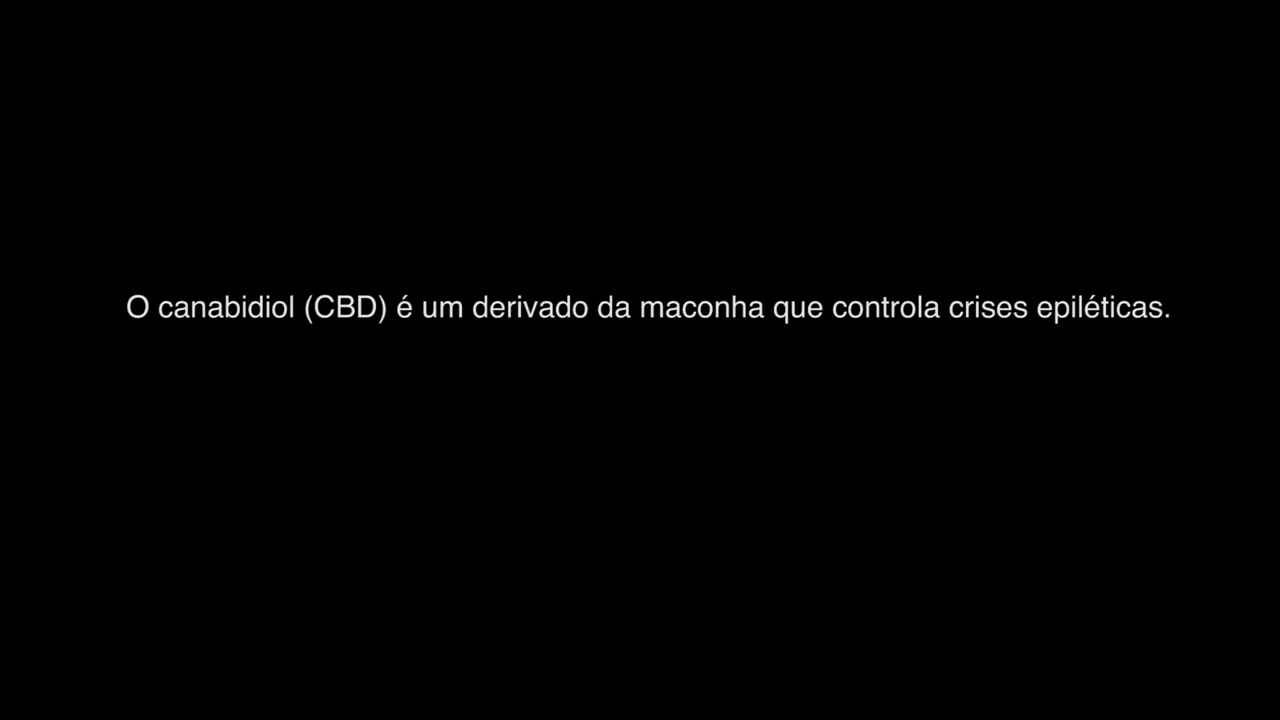 O canabidiol (CBD) é um derivado da maconha que controla crises epiléticas.